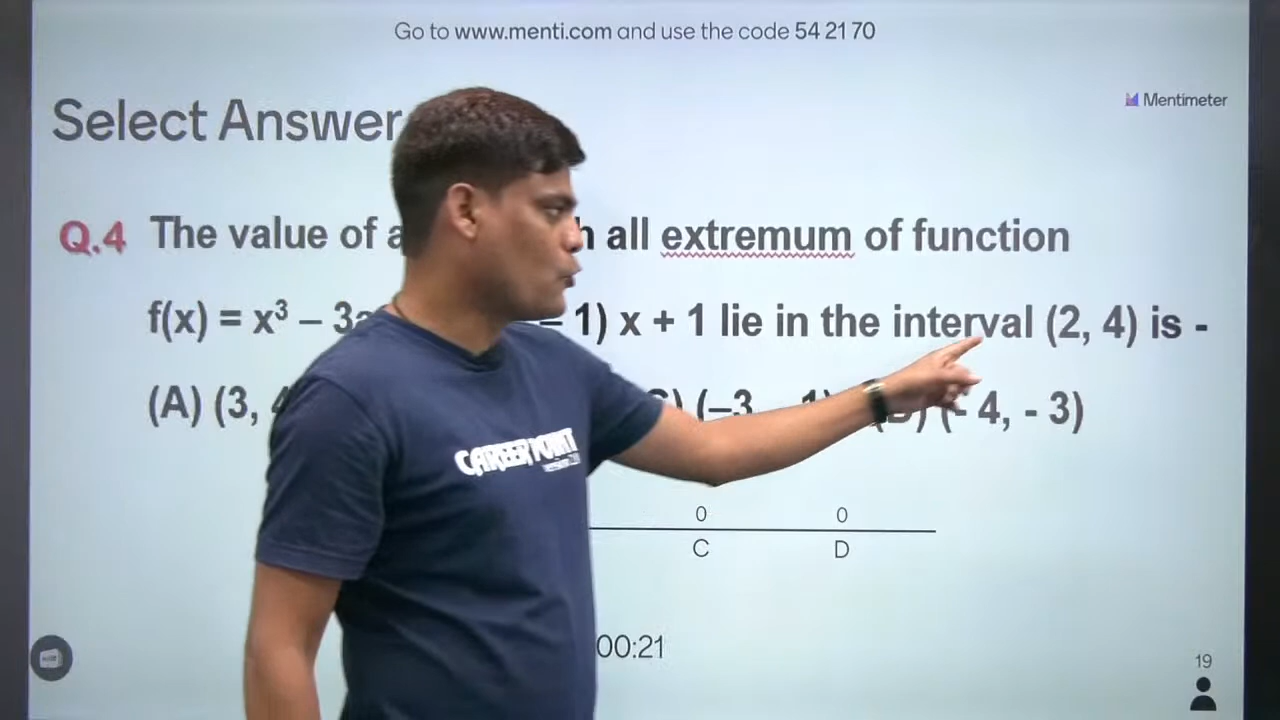 Go to www.menti.com and use the code 54 21 70
Mentimeter
Select Answer
Q.4 The value of all extremum of function
f(x) = x³ – 1) x + 1 lie in the interval (2, 4) is -
(A) (3, (D) (- 4, - 3)
CAREER POINT
0 0
C D
00:21
19